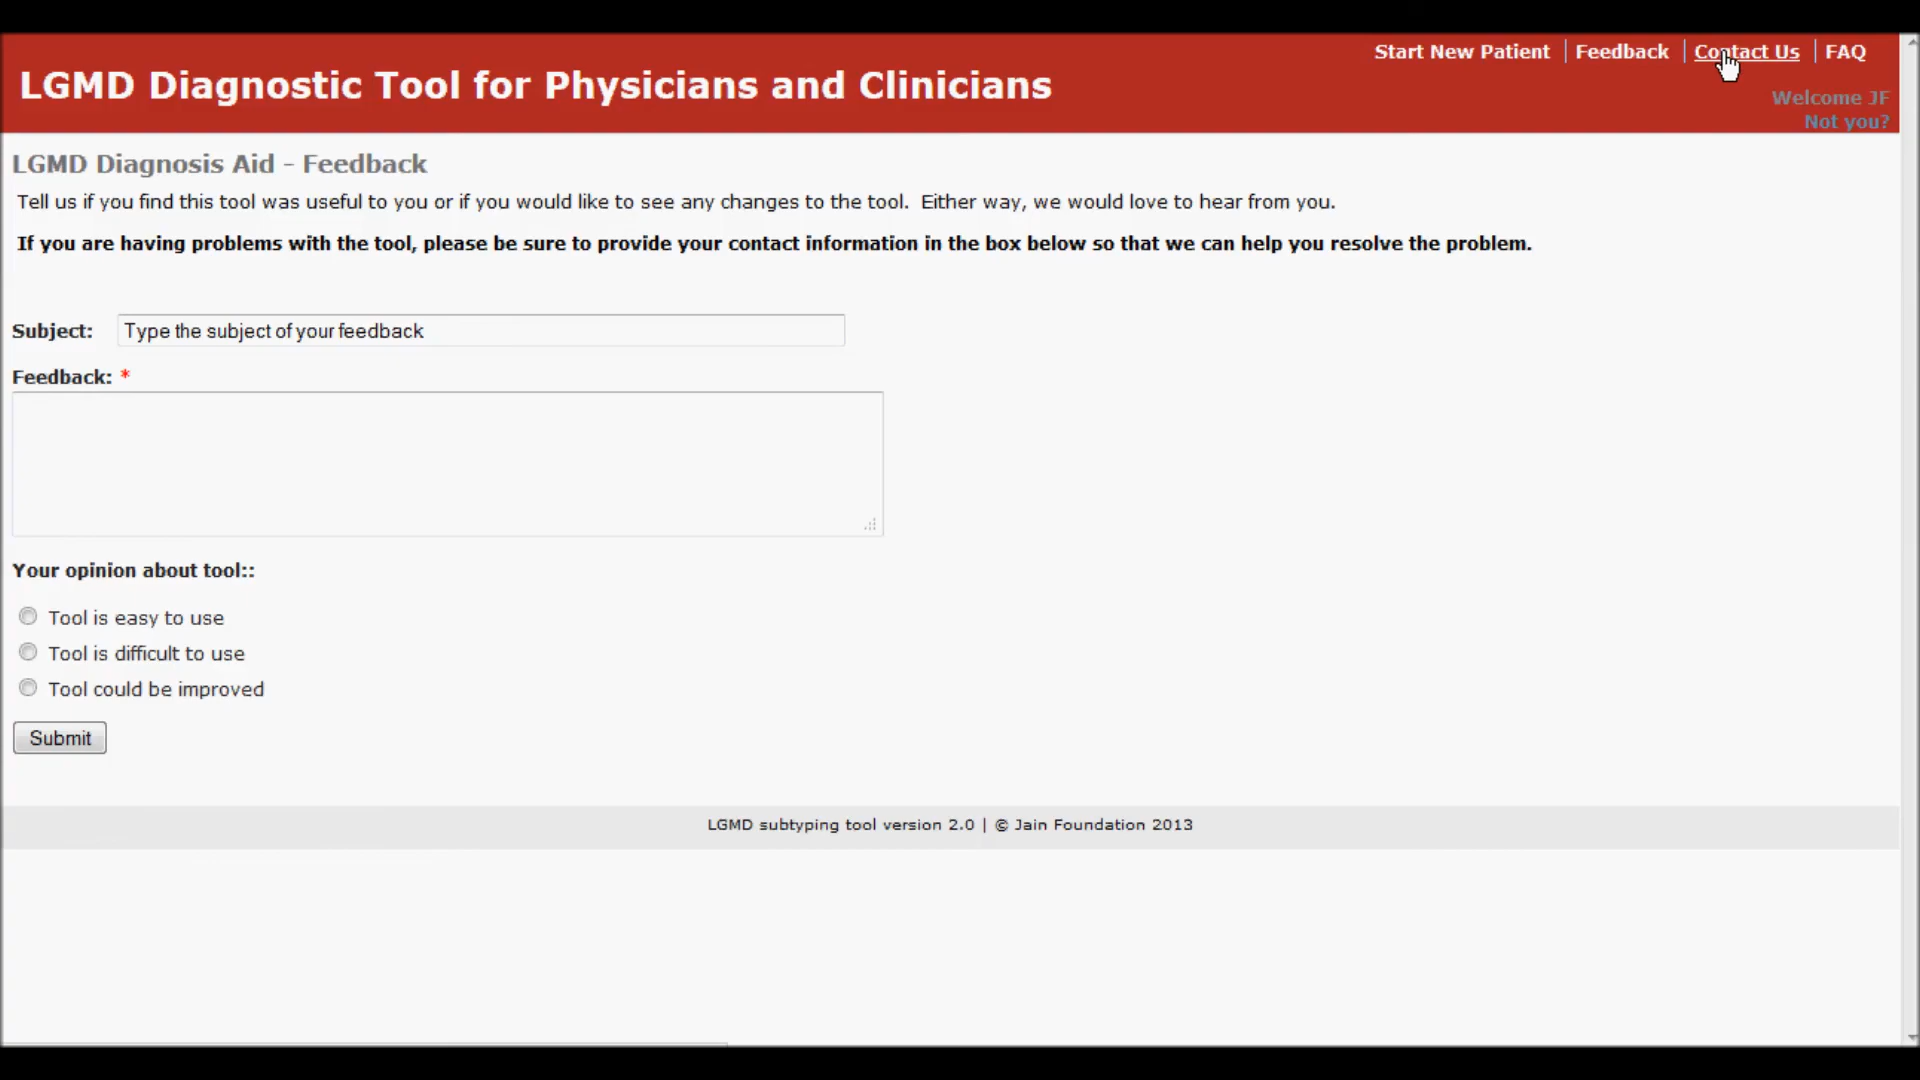 Start New Patient | Feedback | Contact Us | FAQ
LGMD Diagnostic Tool for Physicians and Clinicians
Welcome JF
Not you?
LGMD Diagnosis Aid - Feedback
Tell us if you find this tool was useful to you or if you would like to see any changes to the tool.  Either way, we would love to hear from you.
If you are having problems with the tool, please be sure to provide your contact information in the box below so that we can help you resolve the problem.
Subject: Type the subject of your feedback
Feedback: *
Your opinion about tool::
Tool is easy to use
Tool is difficult to use
Tool could be improved
Submit
LGMD subtyping tool version 2.0 | © Jain Foundation 2013